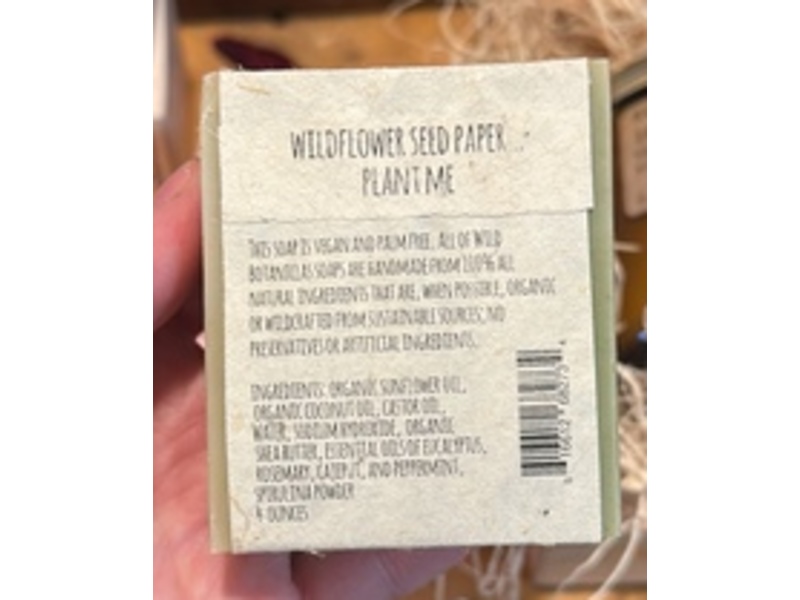 WILDFLOWER SEED PAPER
PLANT ME
THIS SOAP IS VEGAN AND PALM FREE. ALL OF WILD
BOTANICLAS SOAPS ARE HANDMADE FROM 100% ALL
NATURAL INGREDIENTS THAT ARE, WHEN POSSIBLE, ORGANIC
OR WILDCRAFTED FROM SUSTAINABLE SOURCES; NO
PRESERVATIVES OR ARTIFICIAL INGREDIENTS.
INGREDIENTS: ORGANIC SUNFLOWER OIL,
ORGANIC COCONUT OIL, CASTOR OIL,
WATER, SODIUM HYDROXIDE, ORGANIC
SHEA BUTTER, ESSENTIAL OILS OF EUCALYPTUS,
ROSEMARY, CAJEPUT, AND PEPPERMINT,
SPIRULINA POWDER
4 OUNCES